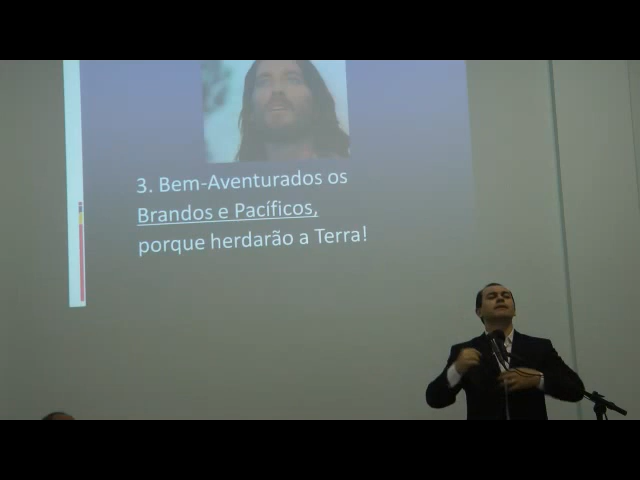 3. Bem-Aventurados os
Brandos e Pacíficos,
porque herdarão a Terra!